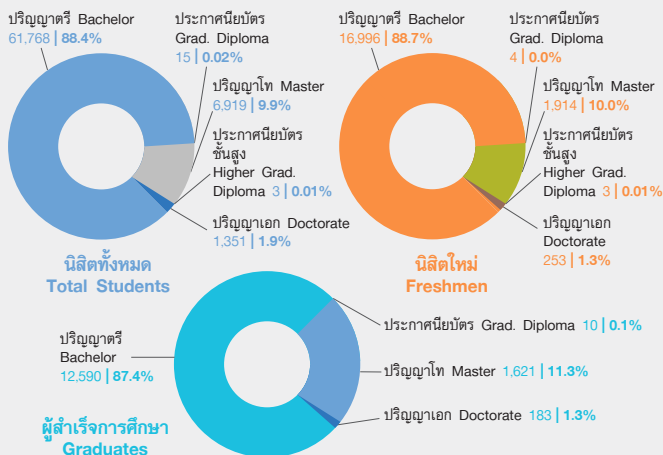 ปริญญาตรี Bachelor
61,768 | 88.4%
ประกาศนียบัตร
Grad. Diploma
15 | 0.02%
ปริญญาโท Master
6,919 | 9.9%
ประกาศนียบัตร
ชั้นสูง
Higher Grad.
Diploma 3 | 0.01%
ปริญญาเอก Doctorate
1,351 | 1.9%
นิสิตทั้งหมด
Total Students
ปริญญาตรี Bachelor
16,996 | 88.7%
ประกาศนียบัตร
Grad. Diploma
4 | 0.0%
ปริญญาโท Master
1,914 | 10.0%
ประกาศนียบัตร
ชั้นสูง
Higher Grad.
Diploma 3 | 0.01%
ปริญญาเอก
Doctorate
253 | 1.3%
นิสิตใหม่
Freshmen
ปริญญาตรี
Bachelor
12,590 | 87.4%
ประกาศนียบัตร Grad. Diploma 10 | 0.1%
ปริญญาโท Master 1,621 | 11.3%
ปริญญาเอก Doctorate 183 | 1.3%
ผู้สำเร็จการศึกษา
Graduates